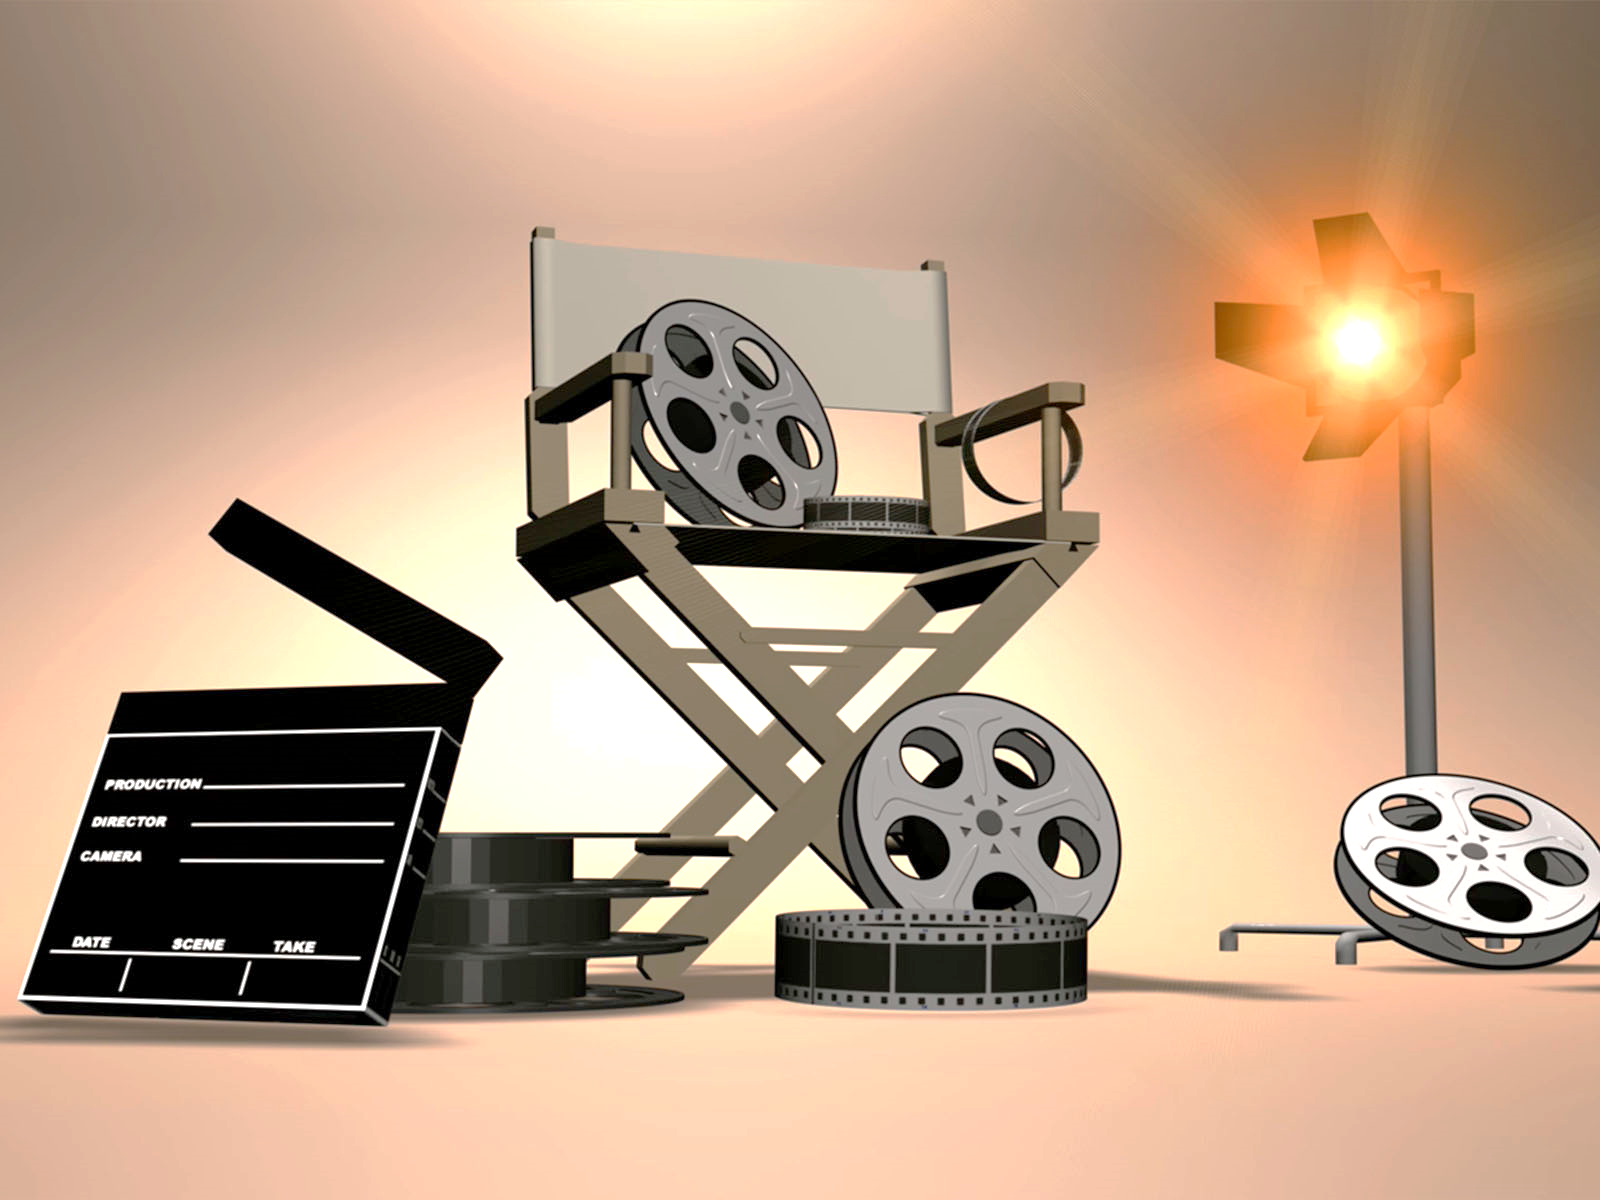 PRODUCTION
DIRECTOR
CAMERA
DATE SCENE TAKE